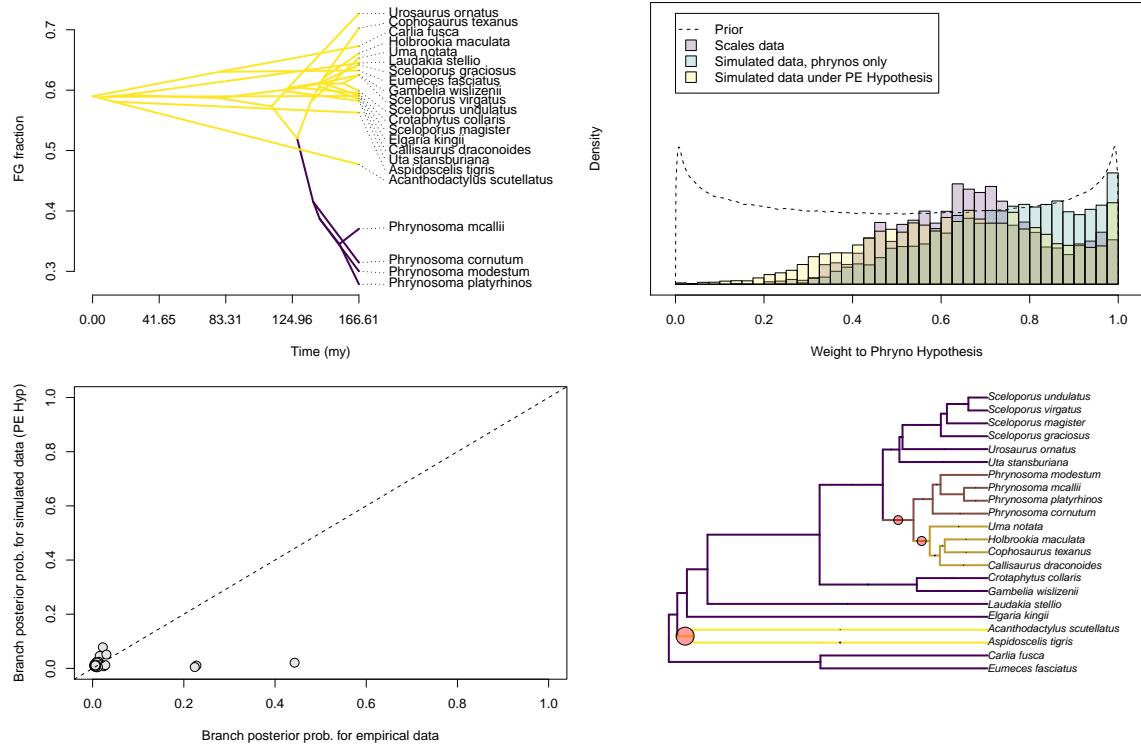 FG fraction
0.7
0.6
0.5
0.4
0.3
0.00
41.65
83.31
124.96
166.61
Time (my)
Urosaurus ornatus
Cophosaurus texanus
Carlia fusca
Holbrookia maculata
Uma notata
Laudakia stellio
Sceloporus graciosus
Eumeces fasciatus
Gambelia wislizenii
Sceloporus virgatus
Sceloporus undulatus
Crotaphytus collaris
Sceloporus magister
Elgaria kingii
Callisaurus draconoides
Uta stansburiana
Aspidoscelis tigris
Acanthodactylus scutellatus
Phrynosoma mcallii
Phrynosoma cornutum
Phrynosoma modestum
Phrynosoma platyrhinos
Prior
Scales data
Simulated data, phrynos only
Simulated data under PE Hypothesis
Density
0.0
0.2
0.4
0.6
0.8
1.0
Weight to Phryno Hypothesis
Branch posterior prob. for simulated data (PE Hyp)
1.0
0.8
0.6
0.4
0.2
0.0
0.0
0.2
0.4
0.6
0.8
1.0
Branch posterior prob. for empirical data
Sceloporus undulatus
Sceloporus virgatus
Sceloporus magister
Sceloporus graciosus
Urosaurus ornatus
Uta stansburiana
Phrynosoma modestum
Phrynosoma mcallii
Phrynosoma platyrhinos
Phrynosoma cornutum
Uma notata
Holbrookia maculata
Cophosaurus texanus
Callisaurus draconoides
Crotaphytus collaris
Gambelia wislizenii
Laudakia stellio
Elgaria kingii
Acanthodactylus scutellatus
Aspidoscelis tigris
Carlia fusca
Eumeces fasciatus